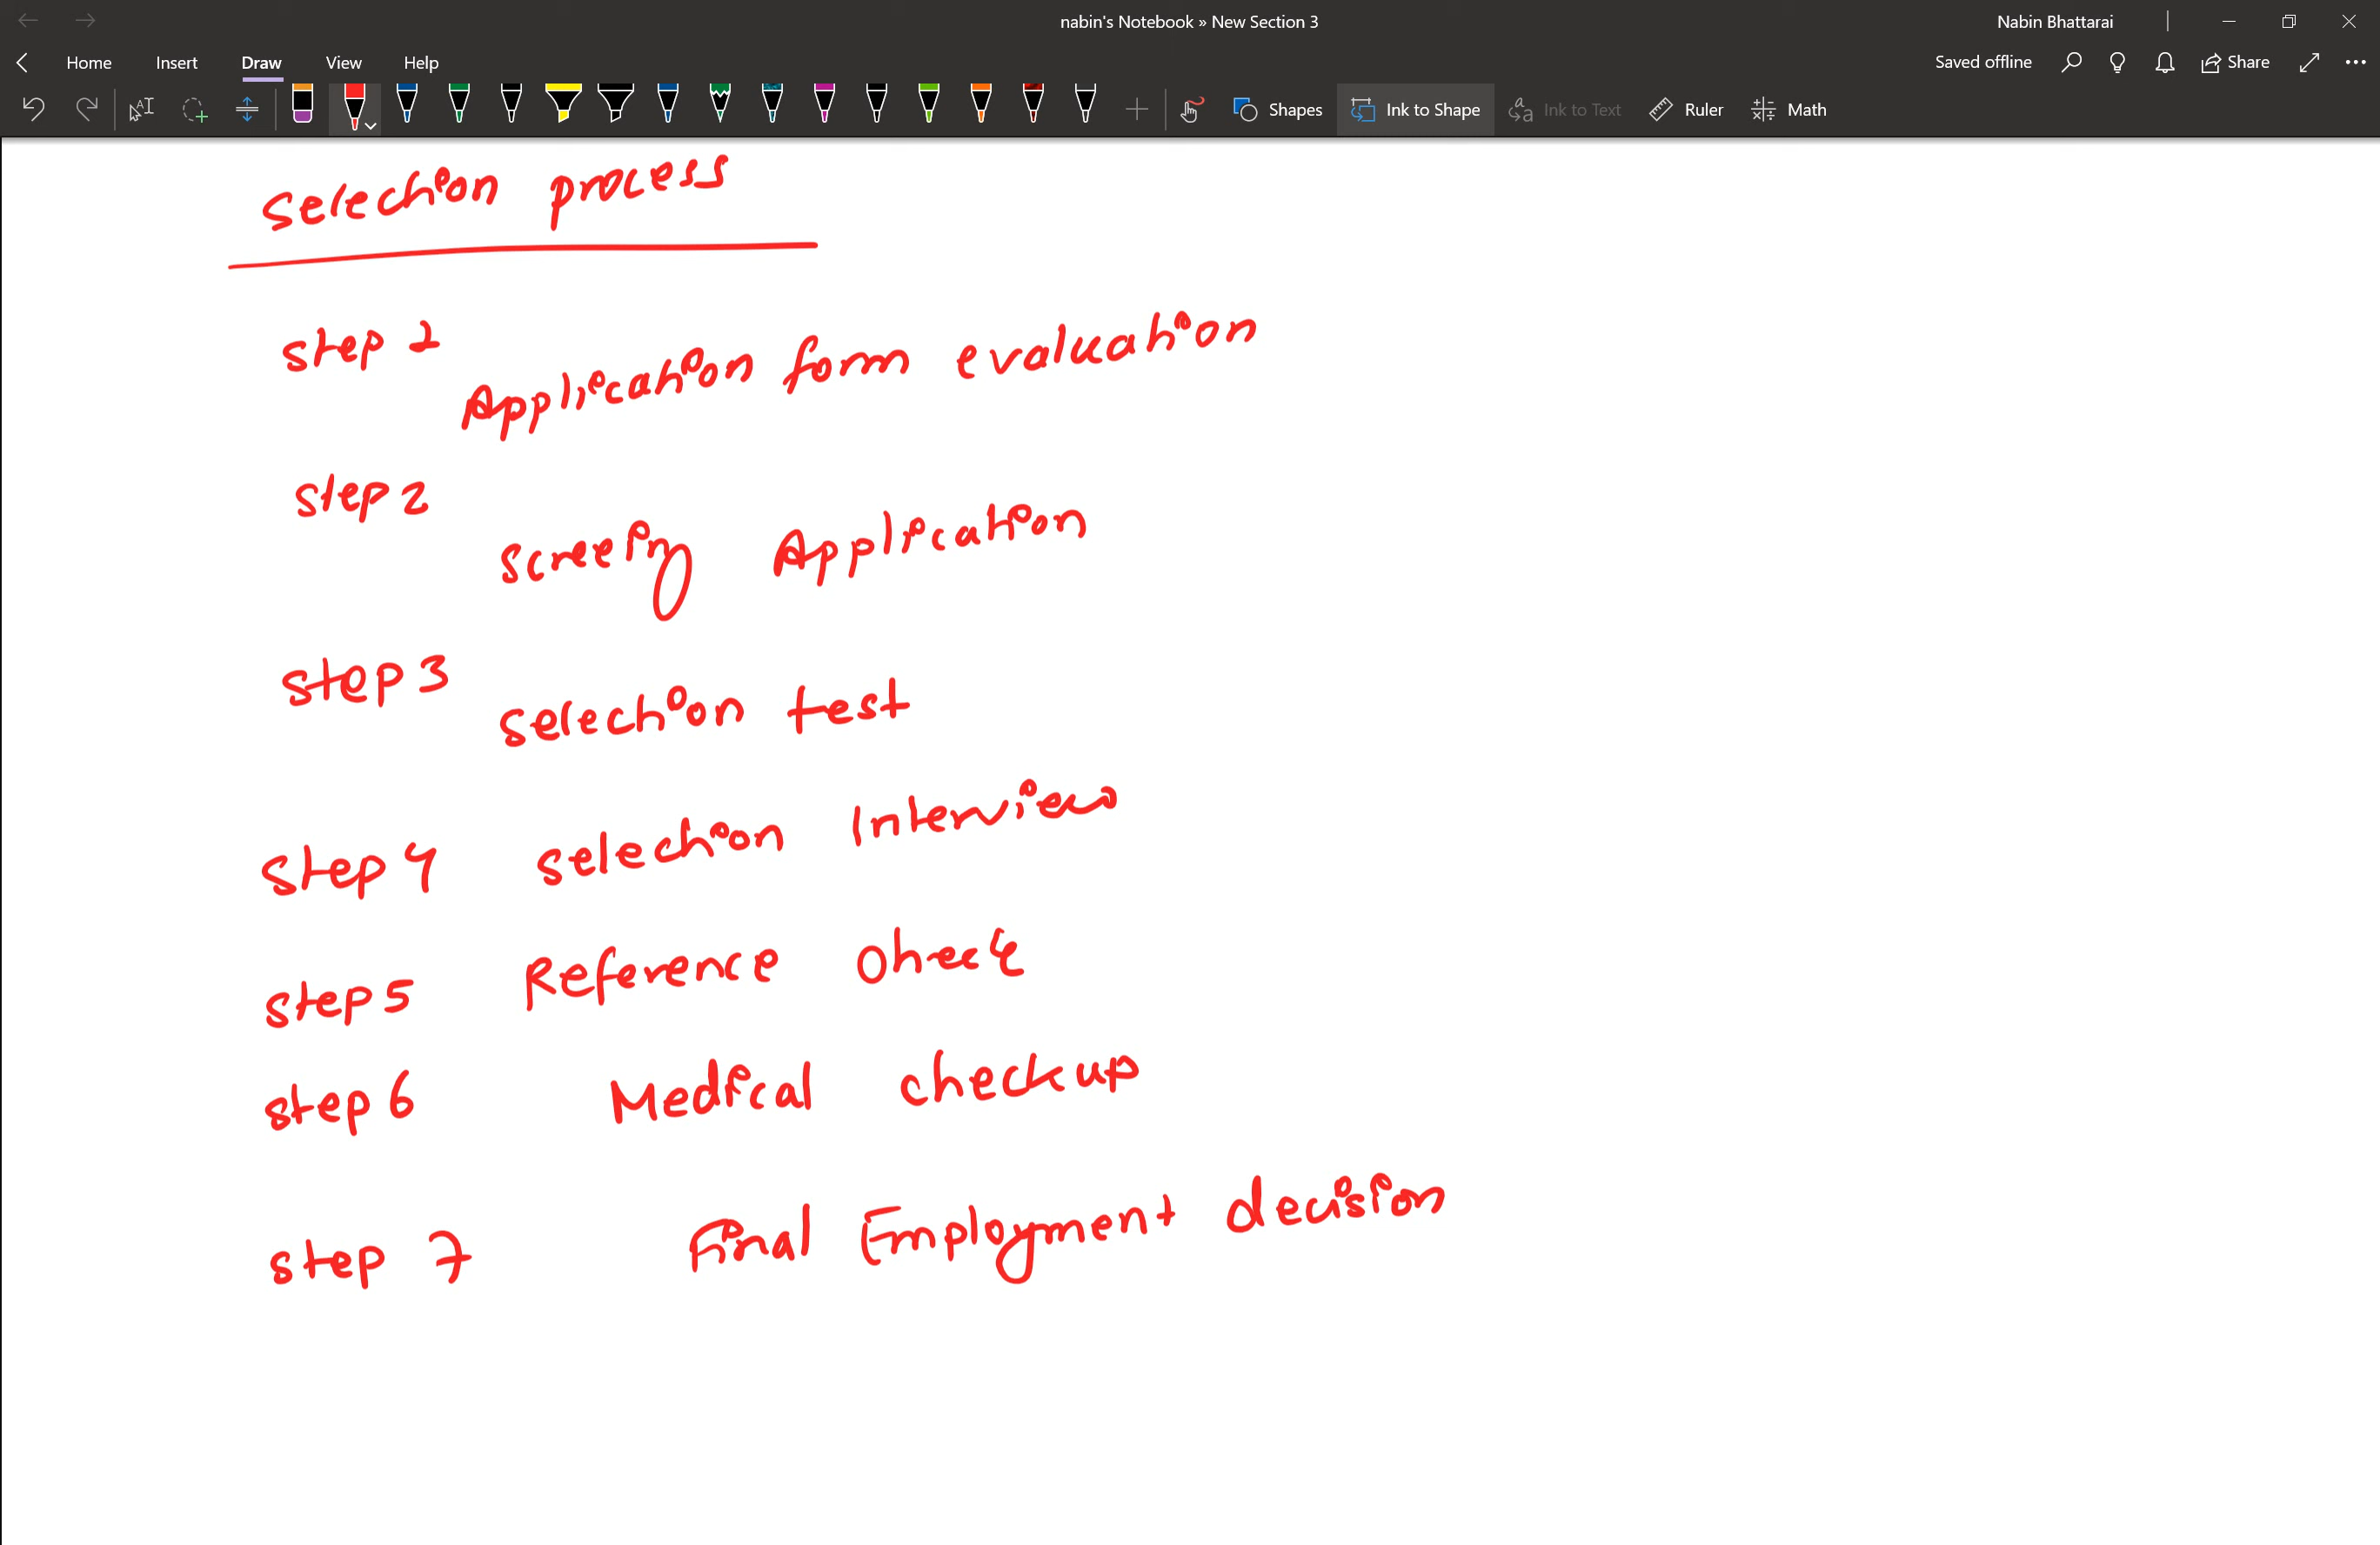 nabin's Notebook » New Section 3
Nabin Bhattarai
Home Insert Draw View Help
Saved offline
Share
Shapes Ink to Shape Ink to Text Ruler Math
selection process
step 1
Application form evaluation
step 2
screeing Application
step 3
selection test
step 4 selection Interview
step 5 Reference check
step 6 Medical checkup
step 7 Final Employment decision